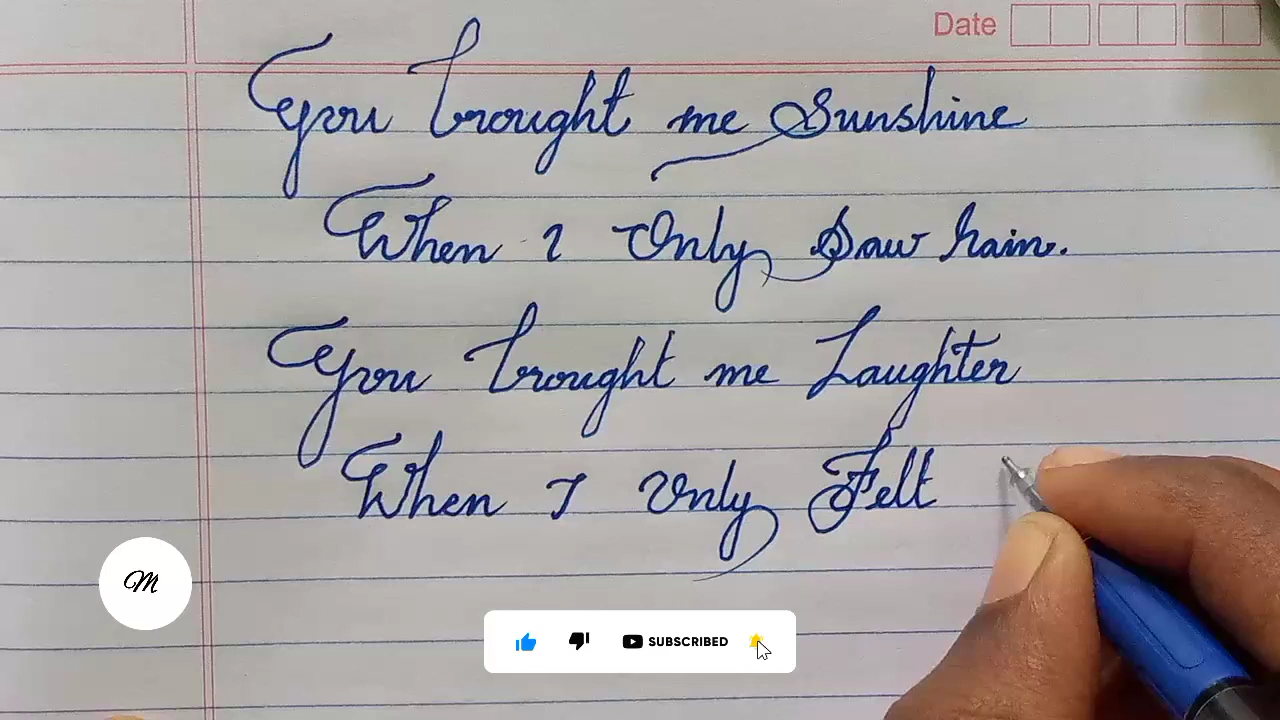 Date
You brought me Sunshine
When I Only Saw rain.
You brought me Laughter
When I Only Felt
M
SUBSCRIBED